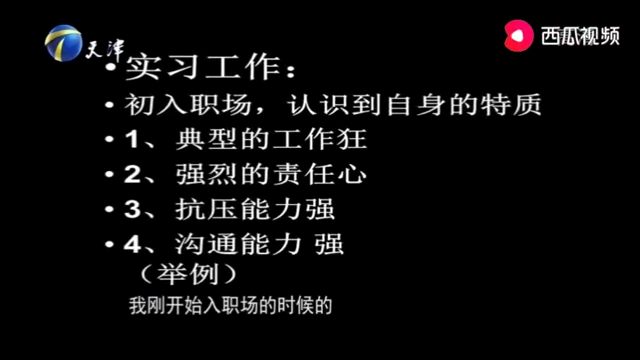 天津
西瓜视频
• 实习工作：
• 初入职场，认识到自身的特质
• 1、典型的工作狂
• 2、强烈的责任心
• 3、抗压能力强
• 4、沟通能力 强
（举例）
我刚开始入职场的时候的